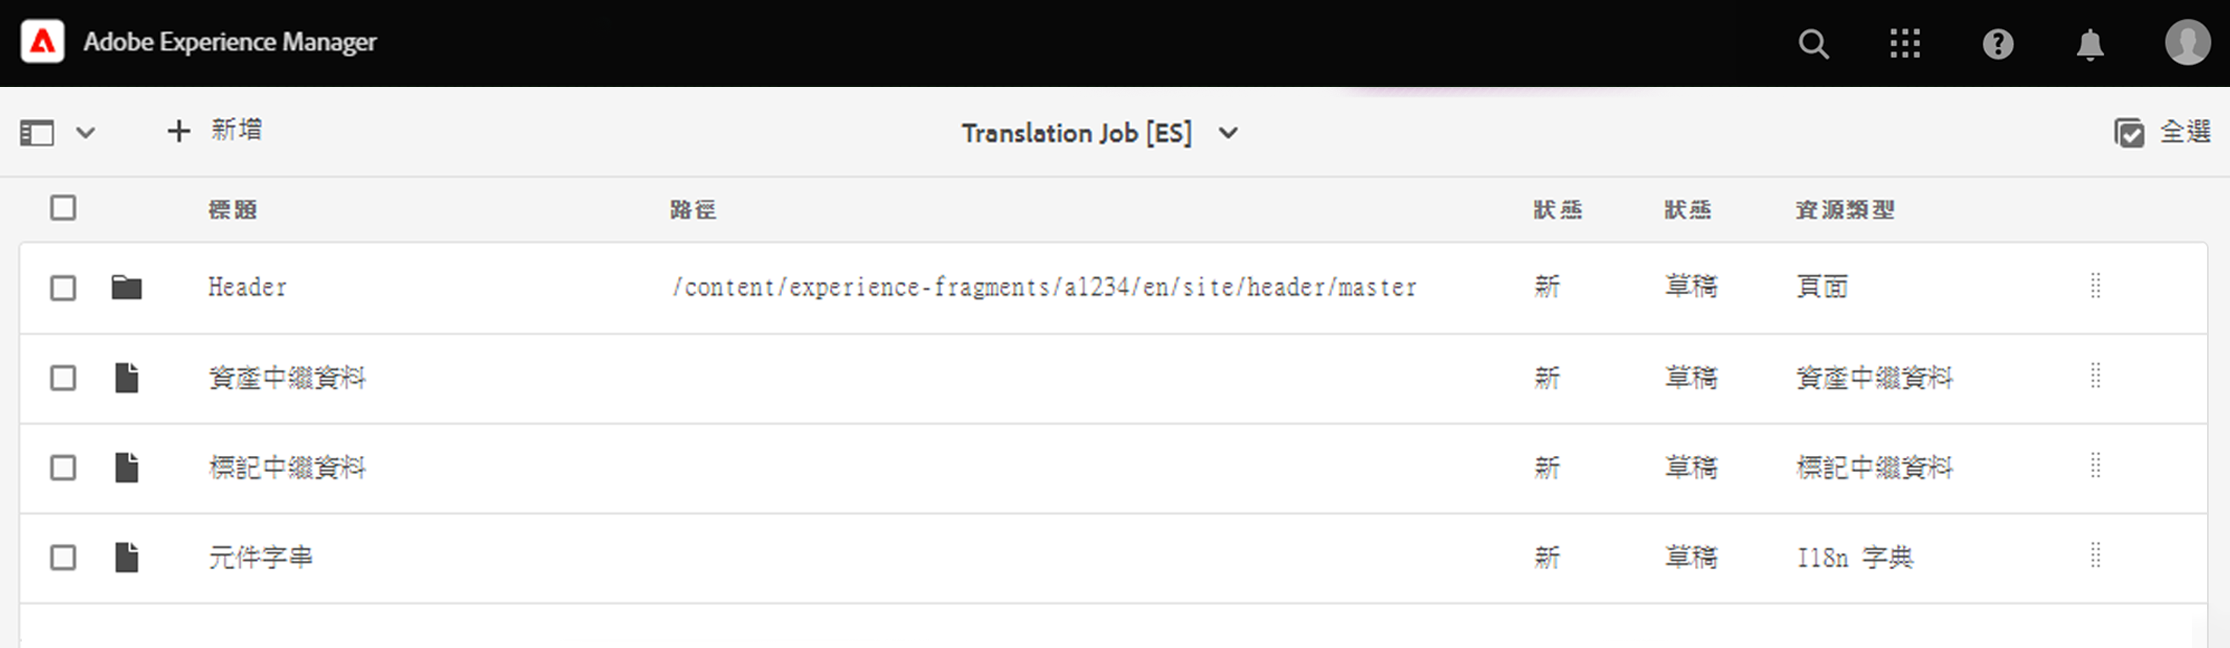 Adobe Experience Manager
新增 Translation Job [ES] 全選
標題 路徑 狀態 狀態 資源類型
Header /content/experience-fragments/a1234/en/site/header/master 新 草稿 頁面
資產中繼資料 新 草稿 資產中繼資料
標記中繼資料 新 草稿 標記中繼資料
元件字串 新 草稿 I18n 字典